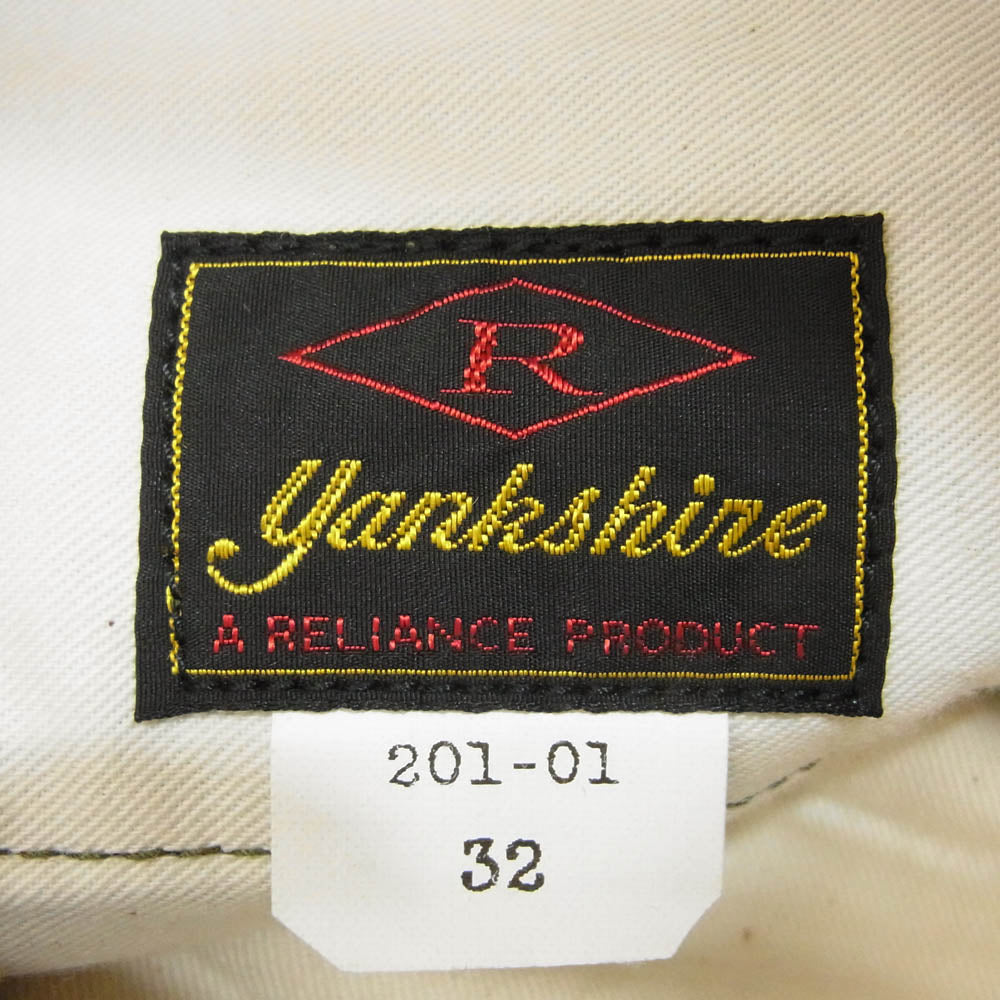 R
Yankshire
A RELIANCE PRODUCT
201-01
32